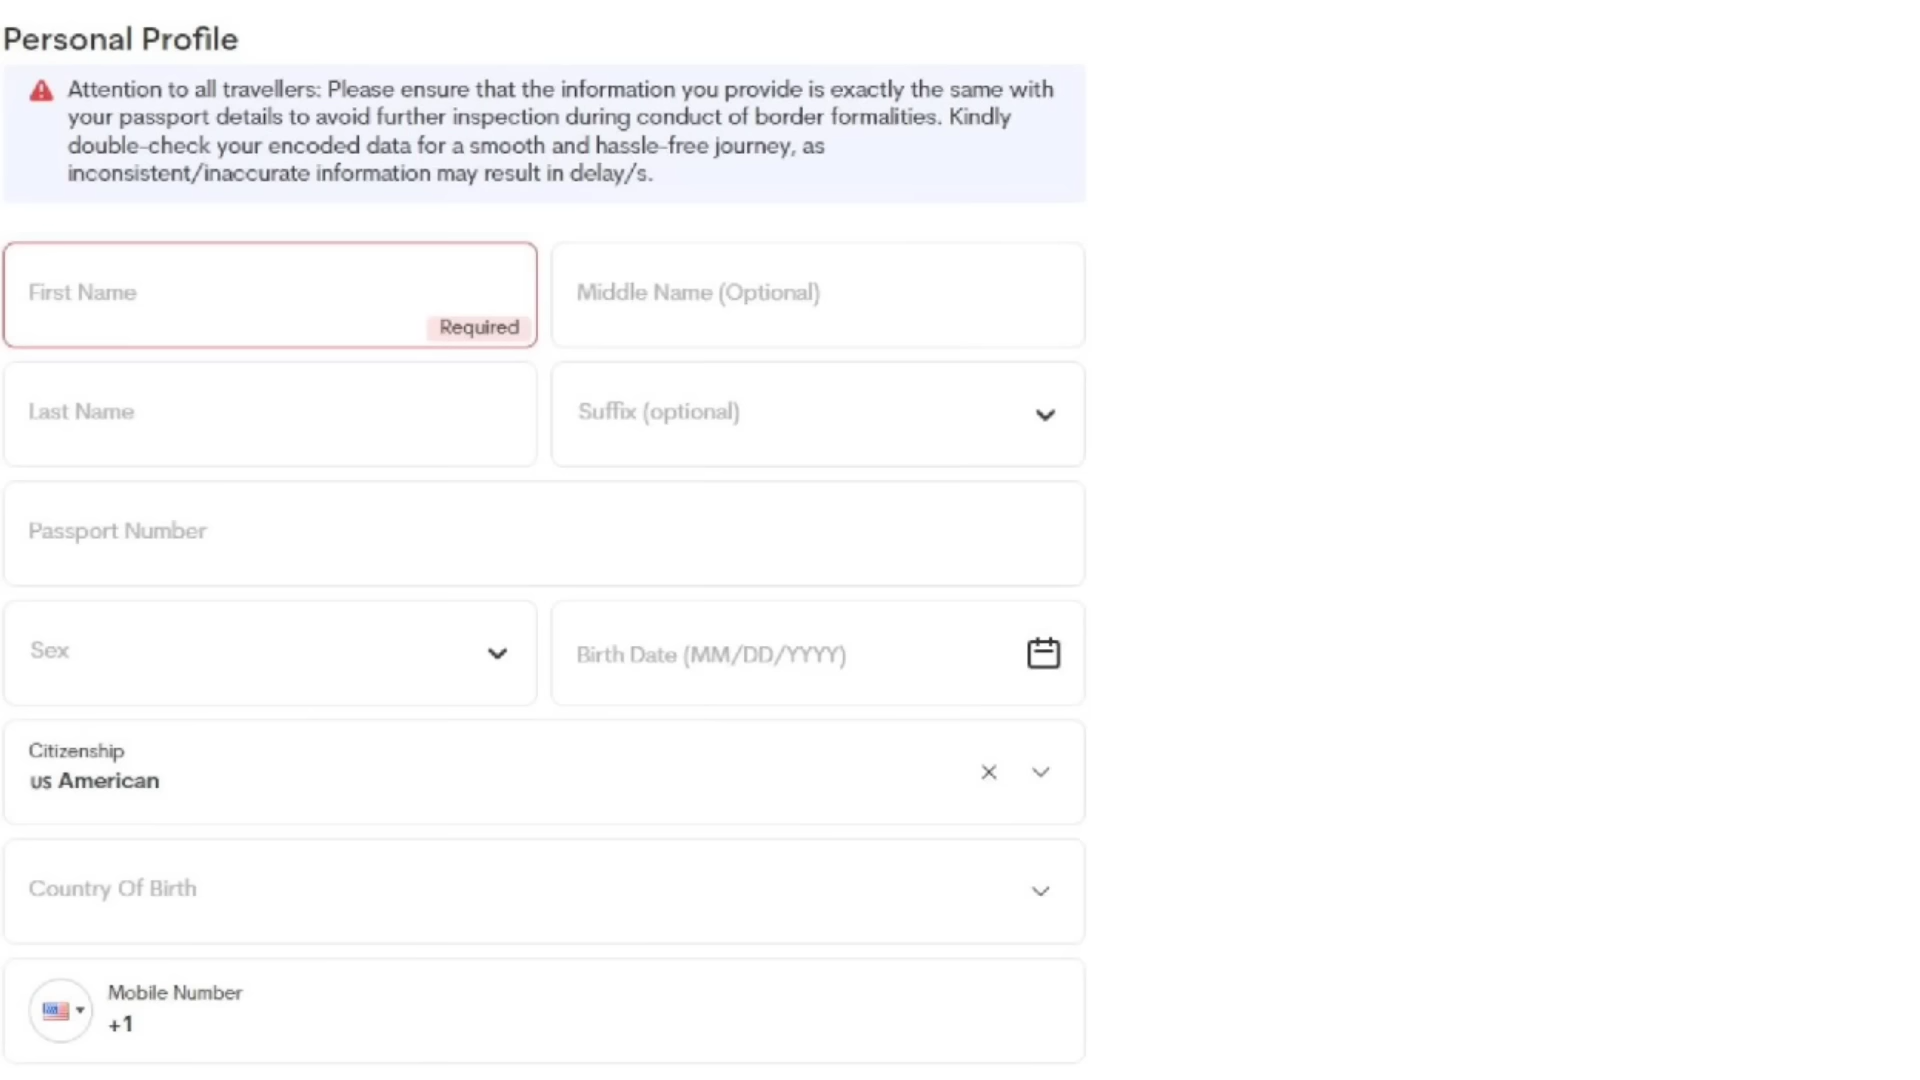 Personal Profile
Attention to all travellers: Please ensure that the information you provide is exactly the same with
your passport details to avoid further inspection during conduct of border formalities. Kindly
double-check your encoded data for a smooth and hassle-free journey, as
inconsistent/inaccurate information may result in delay/s.
First Name
Required
Middle Name (Optional)
Last Name
Suffix (optional)
Passport Number
Sex
Birth Date (MM/DD/YYYY)
Citizenship
us American
Country Of Birth
Mobile Number
+1